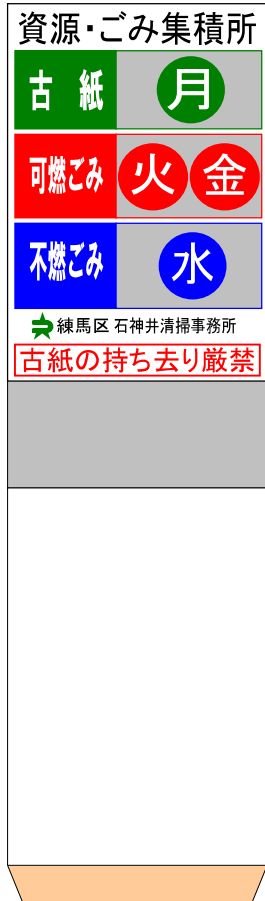 資源・ごみ集積所
古紙 月
可燃ごみ 火 金
不燃ごみ 水
練馬区 石神井清掃事務所
古紙の持ち去り厳禁